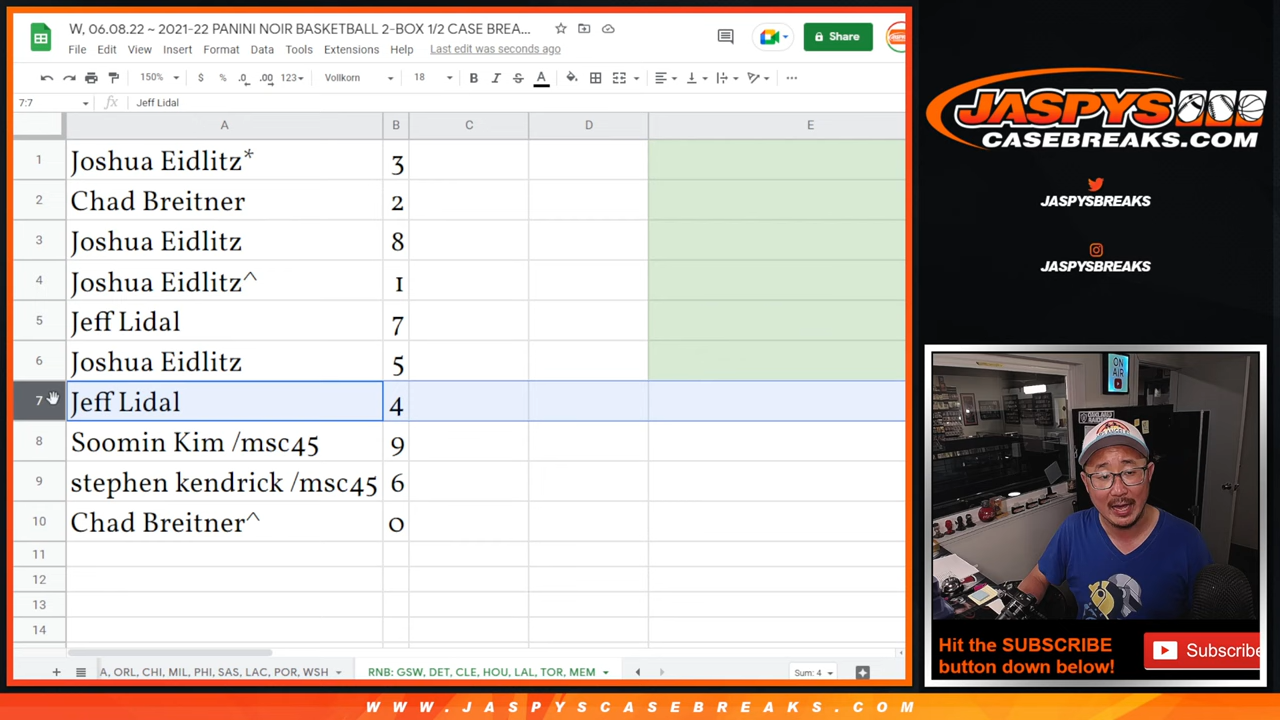 W, 06.08.22 ~ 2021-22 PANINI NOIR BASKETBALL 2-BOX 1/2 CASE BREA...
File Edit View Insert Format Data Tools Extensions Help Last edit was seconds ago
Share
150% $ % .0 .00 123 Vollkorn 18 B I S A
7:7 fx Jeff Lidal
A B C D E
1 Joshua Eidlitz* 3
2 Chad Breitner 2
3 Joshua Eidlitz 8
4 Joshua Eidlitz^ 1
5 Jeff Lidal 7
6 Joshua Eidlitz 5
7 Jeff Lidal 4
8 Soomin Kim /msc45 9
9 stephen kendrick /msc45 6
10 Chad Breitner^ 0
11
12
13
14
A, ORL, CHI, MIL, PHI, SAS, LAC, POR, WSH RNB: GSW, DET, CLE, HOU, LAL, TOR, MEM Sum: 4
JASPYS
CASEBREAKS.COM
JASPYSBREAKS
JASPYSBREAKS
ON
AIR
Hit the SUBSCRIBE
button down below!
Subscribe
WWW.JASPYSCASEBREAKS.COM